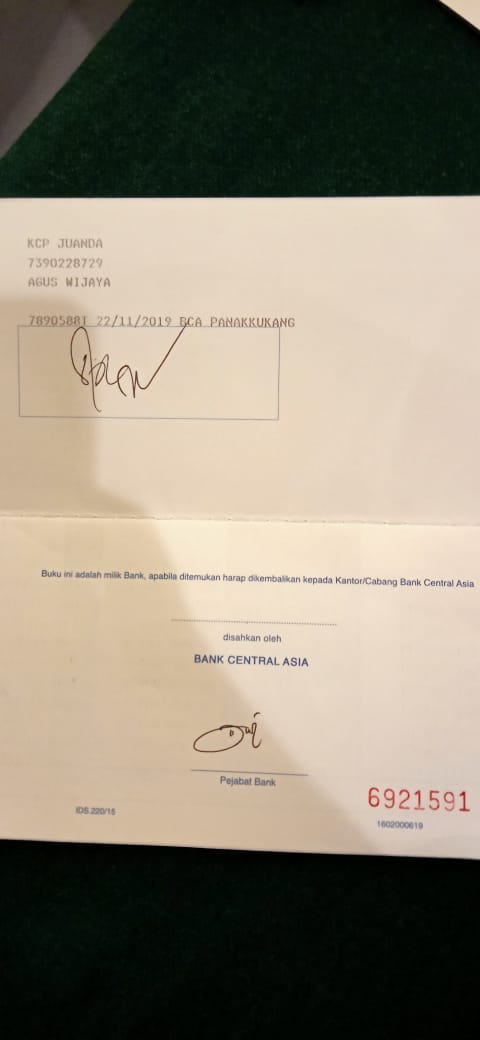 KCP JUANDA
7390228729
AGUS WIJAYA
7890588T 22/11/2019 BCA PANAKKUKANG
Buku ini adalah milik Bank, apabila ditemukan harap dikembalikan kepada Kantor/Cabang Bank Central Asia
disahkan oleh
BANK CENTRAL ASIA
Pejabat Bank
6921591
IDS.220/15
1602000619